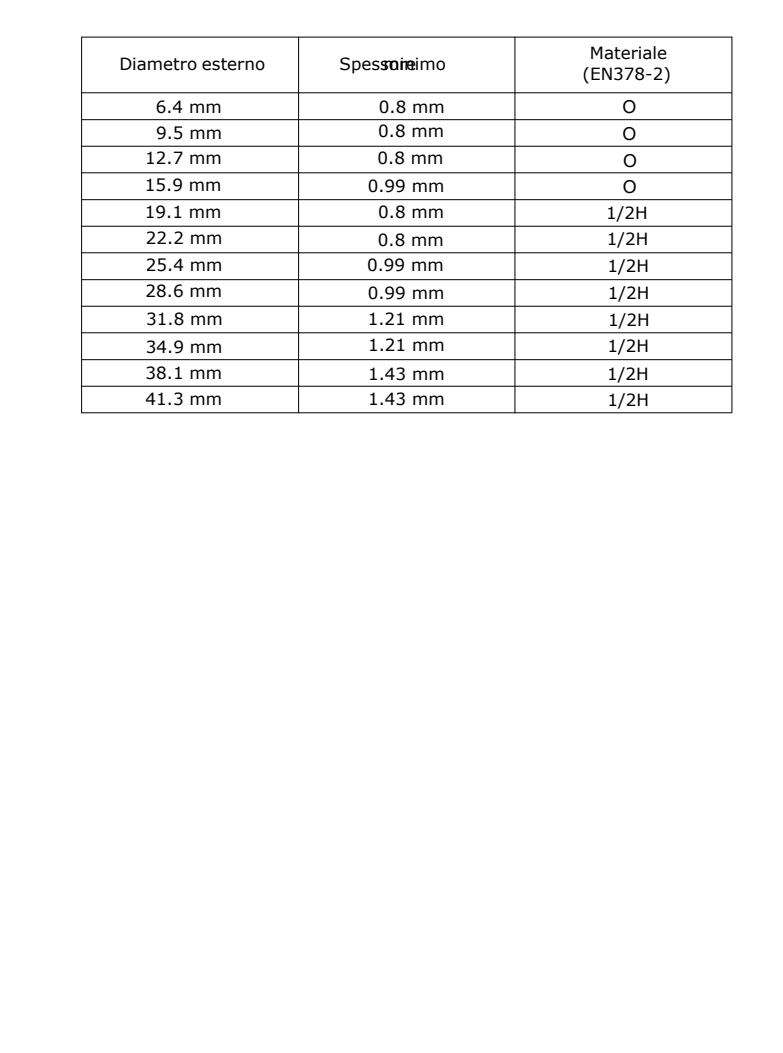 Diametro esterno Spessore minimo Materiale
(EN378-2)
6.4 mm 0.8 mm O
9.5 mm 0.8 mm O
12.7 mm 0.8 mm O
15.9 mm 0.99 mm O
19.1 mm 0.8 mm 1/2H
22.2 mm 0.8 mm 1/2H
25.4 mm 0.99 mm 1/2H
28.6 mm 0.99 mm 1/2H
31.8 mm 1.21 mm 1/2H
34.9 mm 1.21 mm 1/2H
38.1 mm 1.43 mm 1/2H
41.3 mm 1.43 mm 1/2H